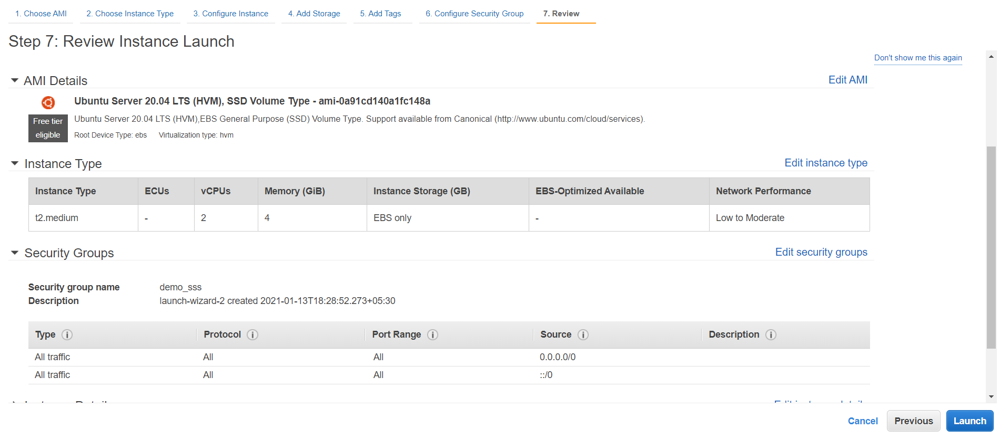 1. Choose AMI 2. Choose Instance Type 3. Configure Instance 4. Add Storage 5. Add Tags 6. Configure Security Group 7. Review
Step 7: Review Instance Launch
Don't show me this again
AMI Details Edit AMI
Ubuntu Server 20.04 LTS (HVM), SSD Volume Type - ami-0a91cd140a1fc148a
Free tier eligible
Ubuntu Server 20.04 LTS (HVM),EBS General Purpose (SSD) Volume Type. Support available from Canonical (http://www.ubuntu.com/cloud/services).
Root Device Type: ebs Virtualization type: hvm
Instance Type Edit instance type
Instance Type ECUs vCPUs Memory (GiB) Instance Storage (GB) EBS-Optimized Available Network Performance
t2.medium - 2 4 EBS only - Low to Moderate
Security Groups Edit security groups
Security group name demo_sss
Description launch-wizard-2 created 2021-01-13T18:28:52.273+05:30
Type Protocol Port Range Source Description
All traffic All All 0.0.0.0/0
All traffic All All ::/0
Cancel Previous Launch